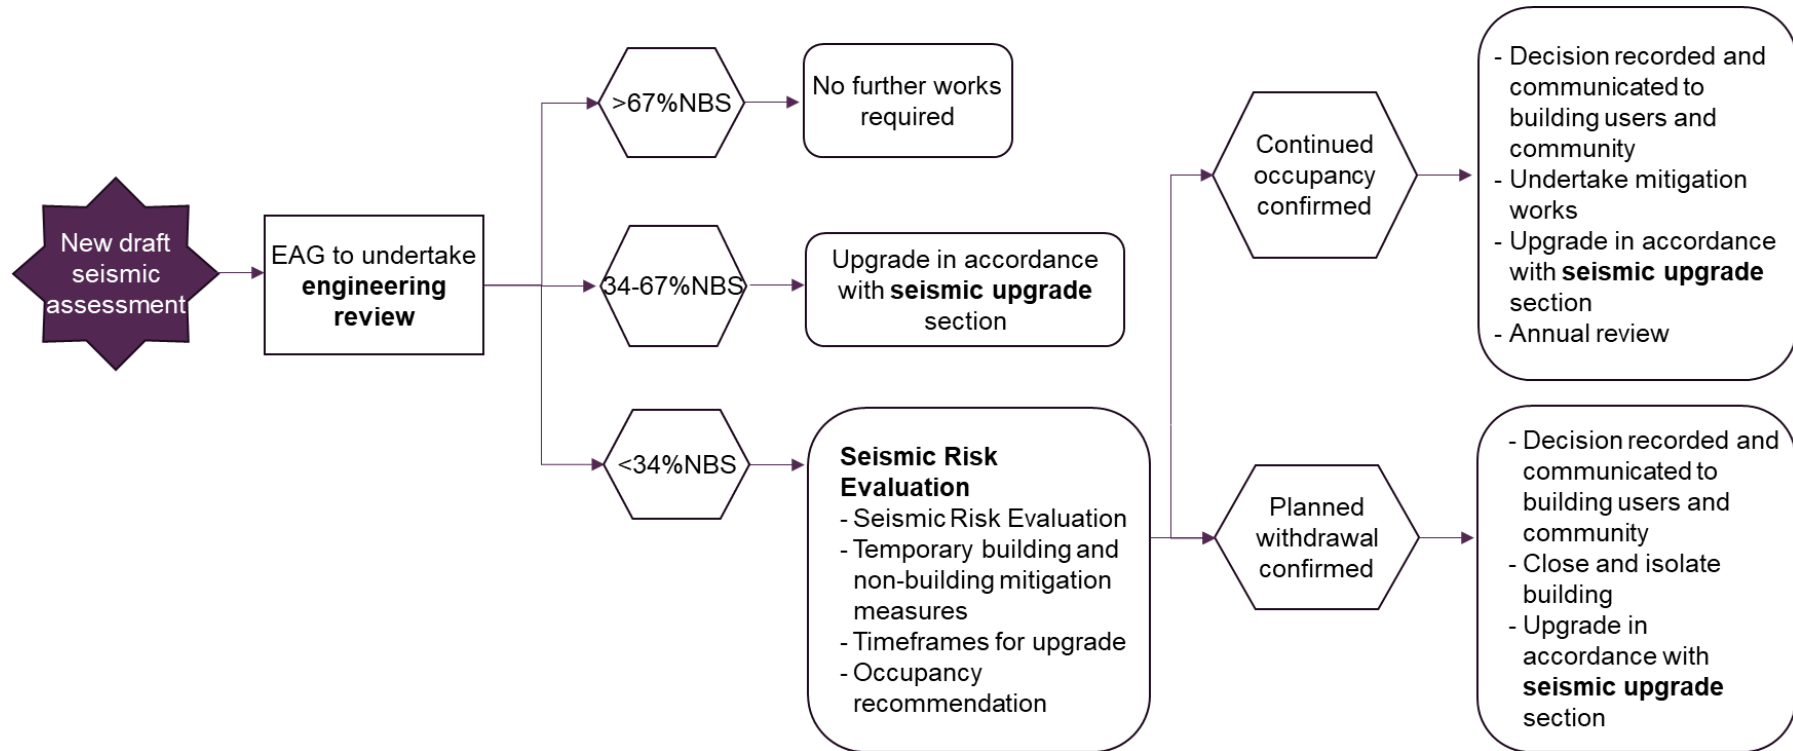 New draft
seismic
assessment
EAG to undertake
engineering
review
>67%NBS
No further works
required
34-67%NBS
Upgrade in accordance
with seismic upgrade
section
<34%NBS
Seismic Risk
Evaluation
- Seismic Risk Evaluation
- Temporary building and
non-building mitigation
measures
- Timeframes for upgrade
- Occupancy
recommendation
Continued
occupancy
confirmed
- Decision recorded and
communicated to
building users and
community
- Undertake mitigation
works
- Upgrade in accordance
with seismic upgrade
section
- Annual review
Planned
withdrawal
confirmed
- Decision recorded and
communicated to
building users and
community
- Close and isolate
building
- Upgrade in
accordance with
seismic upgrade
section